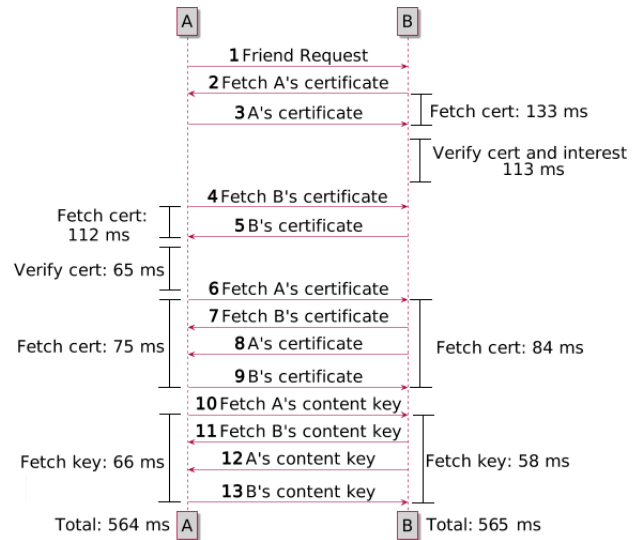 A B
1 Friend Request
2 Fetch A's certificate
3 A's certificate
Fetch cert: 133 ms
Verify cert and interest
113 ms
4 Fetch B's certificate
Fetch cert:
112 ms
5 B's certificate
Verify cert: 65 ms
6 Fetch A's certificate
7 Fetch B's certificate
Fetch cert: 75 ms
8 A's certificate
Fetch cert: 84 ms
9 B's certificate
10 Fetch A's content key
11 Fetch B's content key
Fetch key: 66 ms
12 A's content key
Fetch key: 58 ms
13 B's content key
Total: 564 ms A B Total: 565 ms